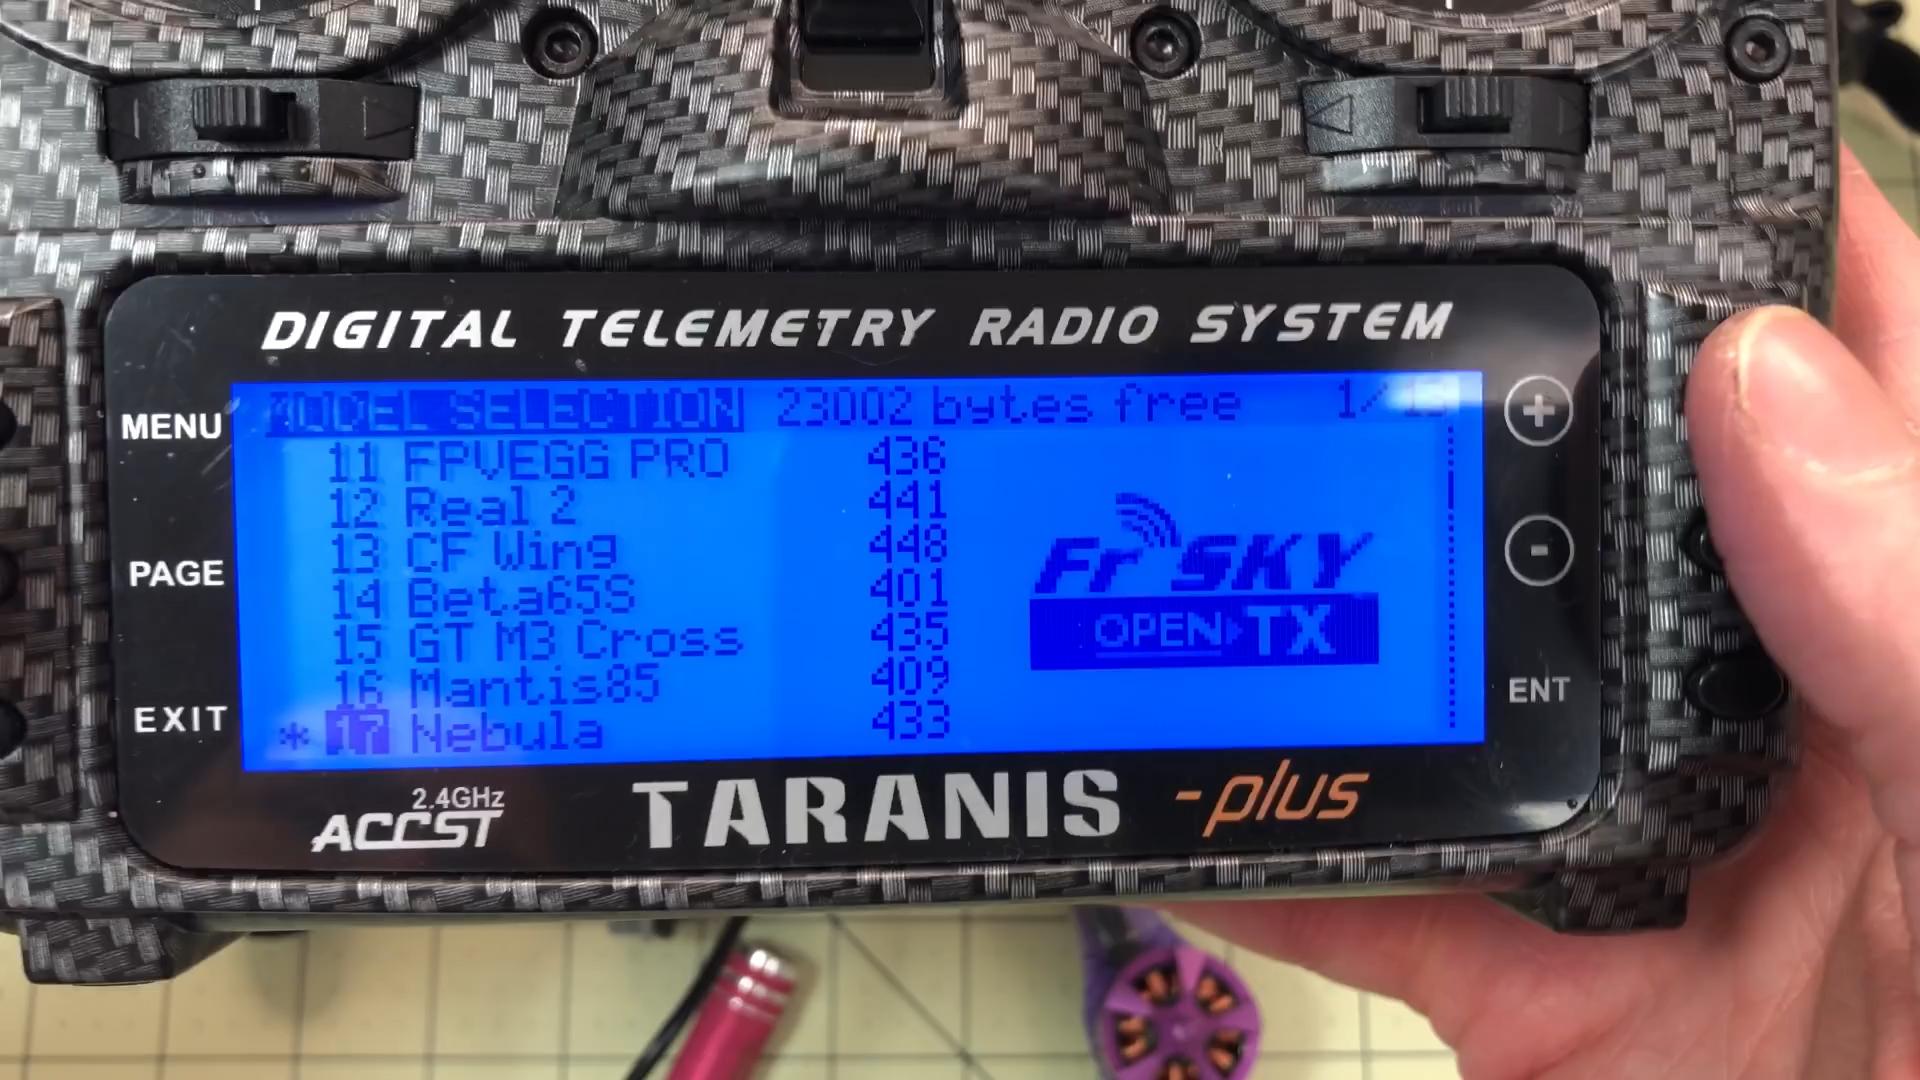 DIGITAL TELEMETRY RADIO SYSTEM
MENU
PAGE
EXIT
MODEL SELECTION 23002 bytes free 1/13
11 FPVEGG PRO 436
12 Real 2 441
13 CF Wing 448
14 Beta65S 401
15 GT M3 Cross 435
16 Mantis85 409
* 17 Nebula 433
FrSKY
OPEN TX
+
-
ENT
2.4GHz
ACCST
TARANIS -plus